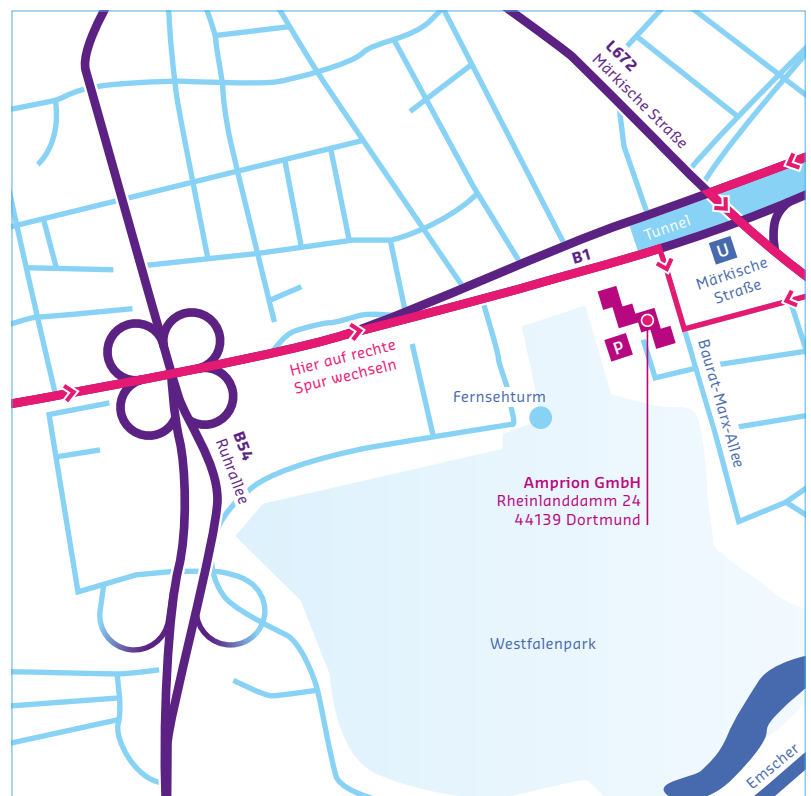 L672
Märkische Straße
Tunnel
B1
U
Märkische
Straße
Hier auf rechte
Spur wechseln
P
Baurat-Marx-Allee
Fernsehturm
B54
Ruhrallee
Amprion GmbH
Rheinlanddamm 24
44139 Dortmund
Westfalenpark
Emscher